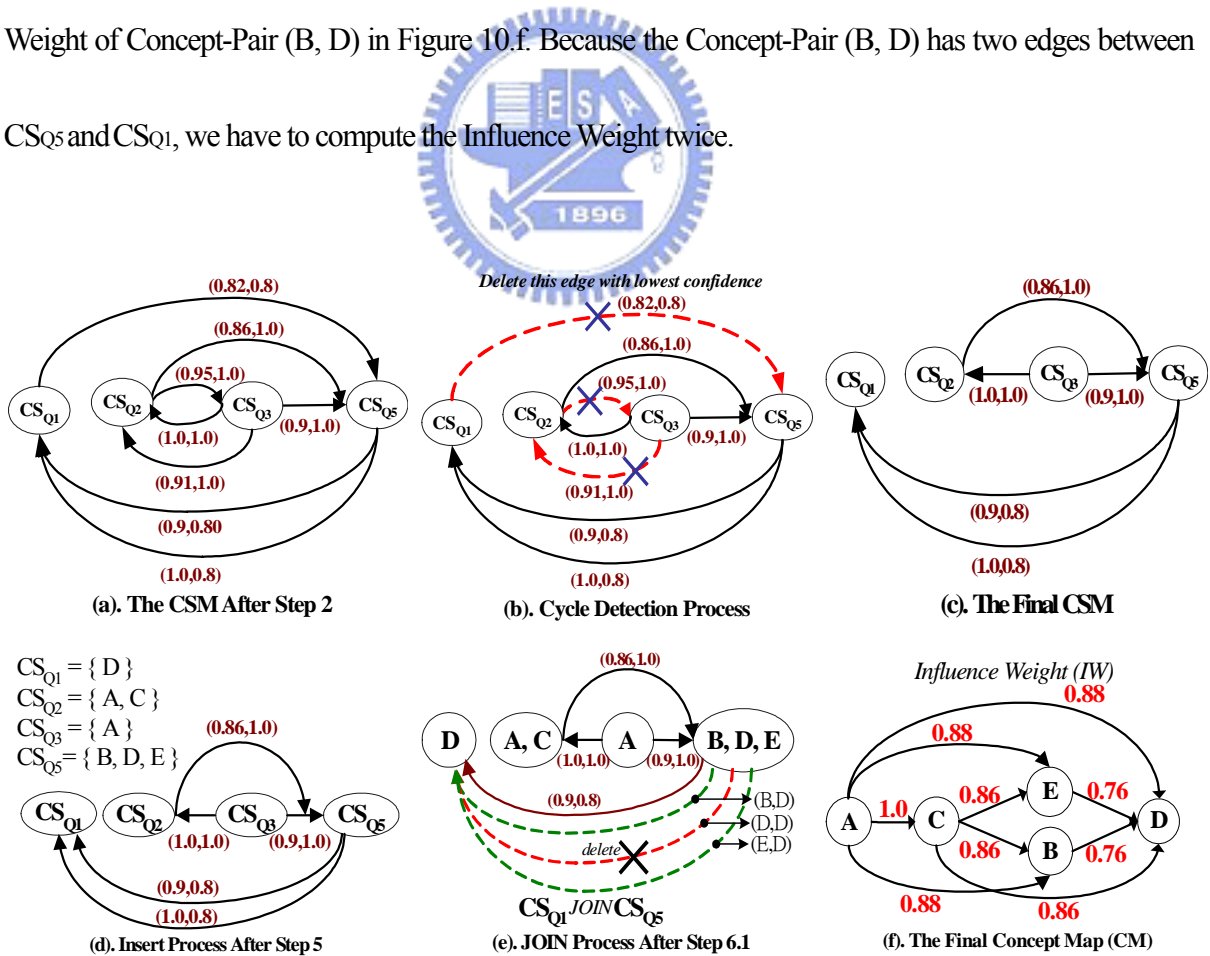 Weight of Concept-Pair (B, D) in Figure 10.f. Because the Concept-Pair (B, D) has two edges between
CSQ5 and CSQ1, we have to compute the Influence Weight twice.
E S A
1896
(0.82,0.8)
(0.86,1.0)
(0.95,1.0)
CSQ1
CSQ2
CSQ3
CSQ5
(1.0,1.0)
(0.9,1.0)
(0.91,1.0)
(0.9,0.80
(1.0,0.8)
(a). The CSM After Step 2
Delete this edge with lowest confidence
(0.82,0.8)
(0.86,1.0)
(0.95,1.0)
CSQ1
CSQ2
CSQ3
CSQ5
(1.0,1.0)
(0.9,1.0)
(0.91,1.0)
(0.9,0.8)
(1.0,0.8)
(b). Cycle Detection Process
(0.86,1.0)
CSQ1
CSQ2
CSQ3
CSQ5
(1.0,1.0)
(0.9,1.0)
(0.9,0.8)
(1.0,0.8)
(c). The Final CSM
CSQ1 = { D }
CSQ2 = { A, C }
CSQ3 = { A }
CSQ5 = { B, D, E }
(0.86,1.0)
CSQ1
CSQ2
CSQ3
CSQ5
(1.0,1.0)
(0.9,1.0)
(0.9,0.8)
(1.0,0.8)
(d). Insert Process After Step 5
(0.86,1.0)
D
A, C
A
B, D, E
(1.0,1.0)
(0.9,1.0)
(0.9,0.8)
(B,D)
(D,D)
(E,D)
delete
CSQ1 JOIN CSQ5
(e). JOIN Process After Step 6.1
Influence Weight (IW)
0.88
0.88
E
0.86
0.76
A
1.0
C
D
0.86
B
0.76
0.88
0.86
(f). The Final Concept Map (CM)